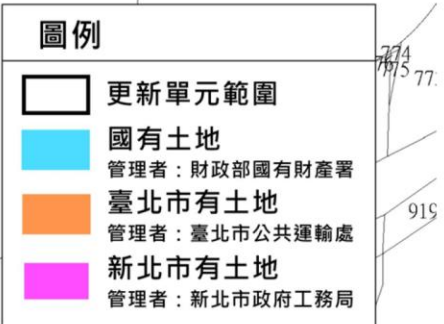 圖例
更新單元範圍
國有土地
管理者：財政部國有財產署
臺北市有土地
管理者：臺北市公共運輸處
新北市有土地
管理者：新北市政府工務局
774
775
919